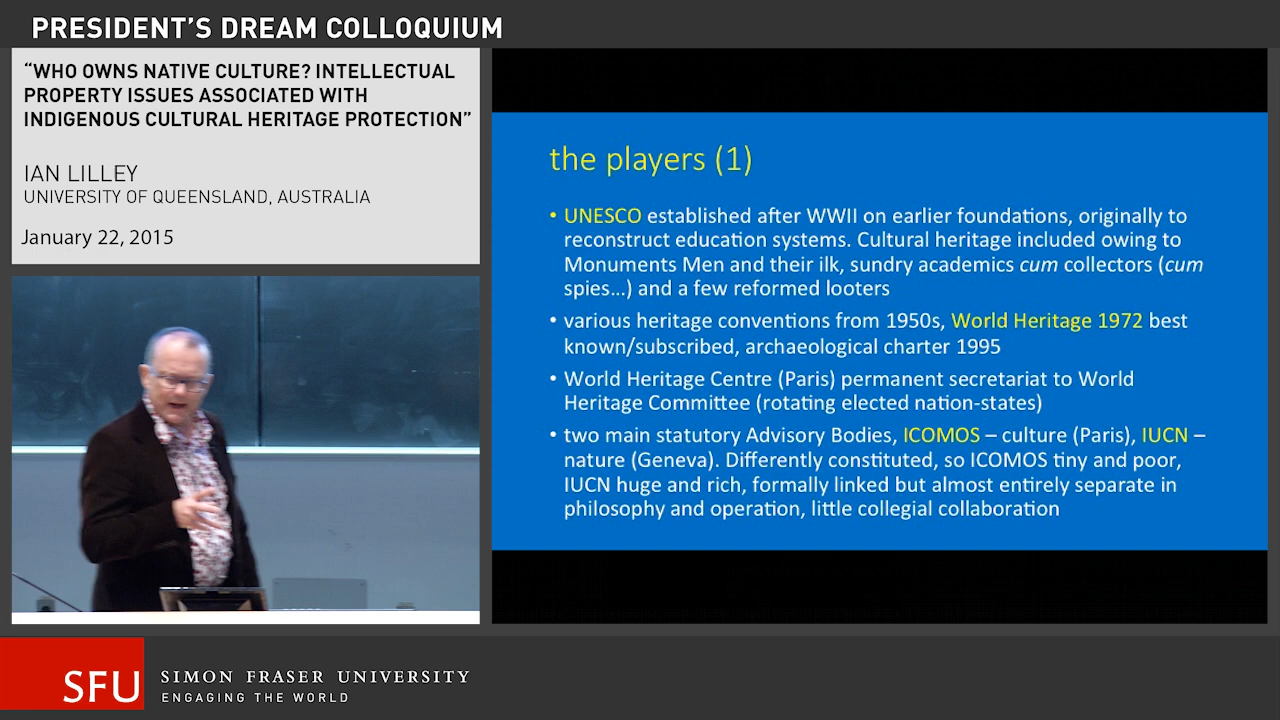 PRESIDENT'S DREAM COLLOQUIUM
“WHO OWNS NATIVE CULTURE? INTELLECTUAL
PROPERTY ISSUES ASSOCIATED WITH
INDIGENOUS CULTURAL HERITAGE PROTECTION”
IAN LILLEY
UNIVERSITY OF QUEENSLAND, AUSTRALIA
January 22, 2015
the players (1)
• UNESCO established after WWII on earlier foundations, originally to
reconstruct education systems. Cultural heritage included owing to
Monuments Men and their ilk, sundry academics cum collectors (cum
spies...) and a few reformed looters
• various heritage conventions from 1950s, World Heritage 1972 best
known/subscribed, archaeological charter 1995
• World Heritage Centre (Paris) permanent secretariat to World
Heritage Committee (rotating elected nation-states)
• two main statutory Advisory Bodies, ICOMOS – culture (Paris), IUCN –
nature (Geneva). Differently constituted, so ICOMOS tiny and poor,
IUCN huge and rich, formally linked but almost entirely separate in
philosophy and operation, little collegial collaboration
SFU
SIMON FRASER UNIVERSITY
ENGAGING THE WORLD